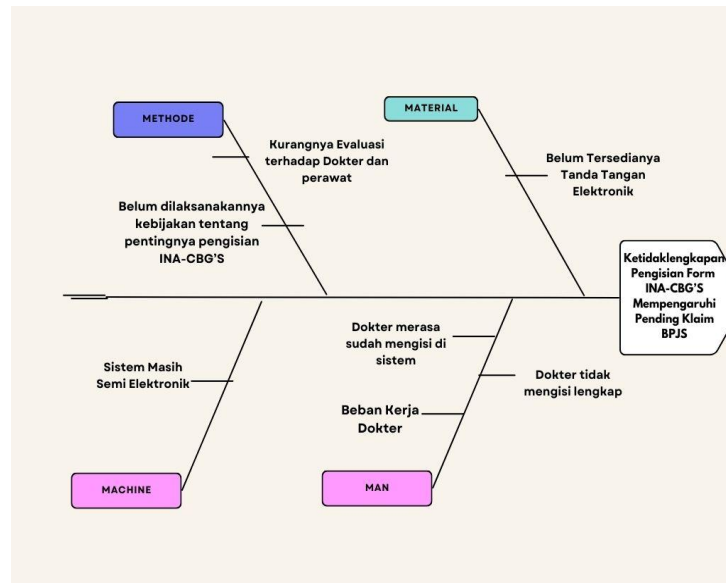 METHODE
MATERIAL
Kurangnya Evaluasi
terhadap Dokter dan
perawat
Belum Tersedianya
Tanda Tangan
Elektronik
Belum dilaksanakannya
kebijakan tentang
pentingnya pengisian
INA-CBG'S
Ketidaklengkapan
Pengisian Form
INA-CBG'S
Mempengaruhi
Pending Klaim
BPJS
Dokter merasa
sudah mengisi di
sistem
Sistem Masih
Semi Elektronik
Dokter tidak
mengisi lengkap
Beban Kerja
Dokter
MACHINE
MAN